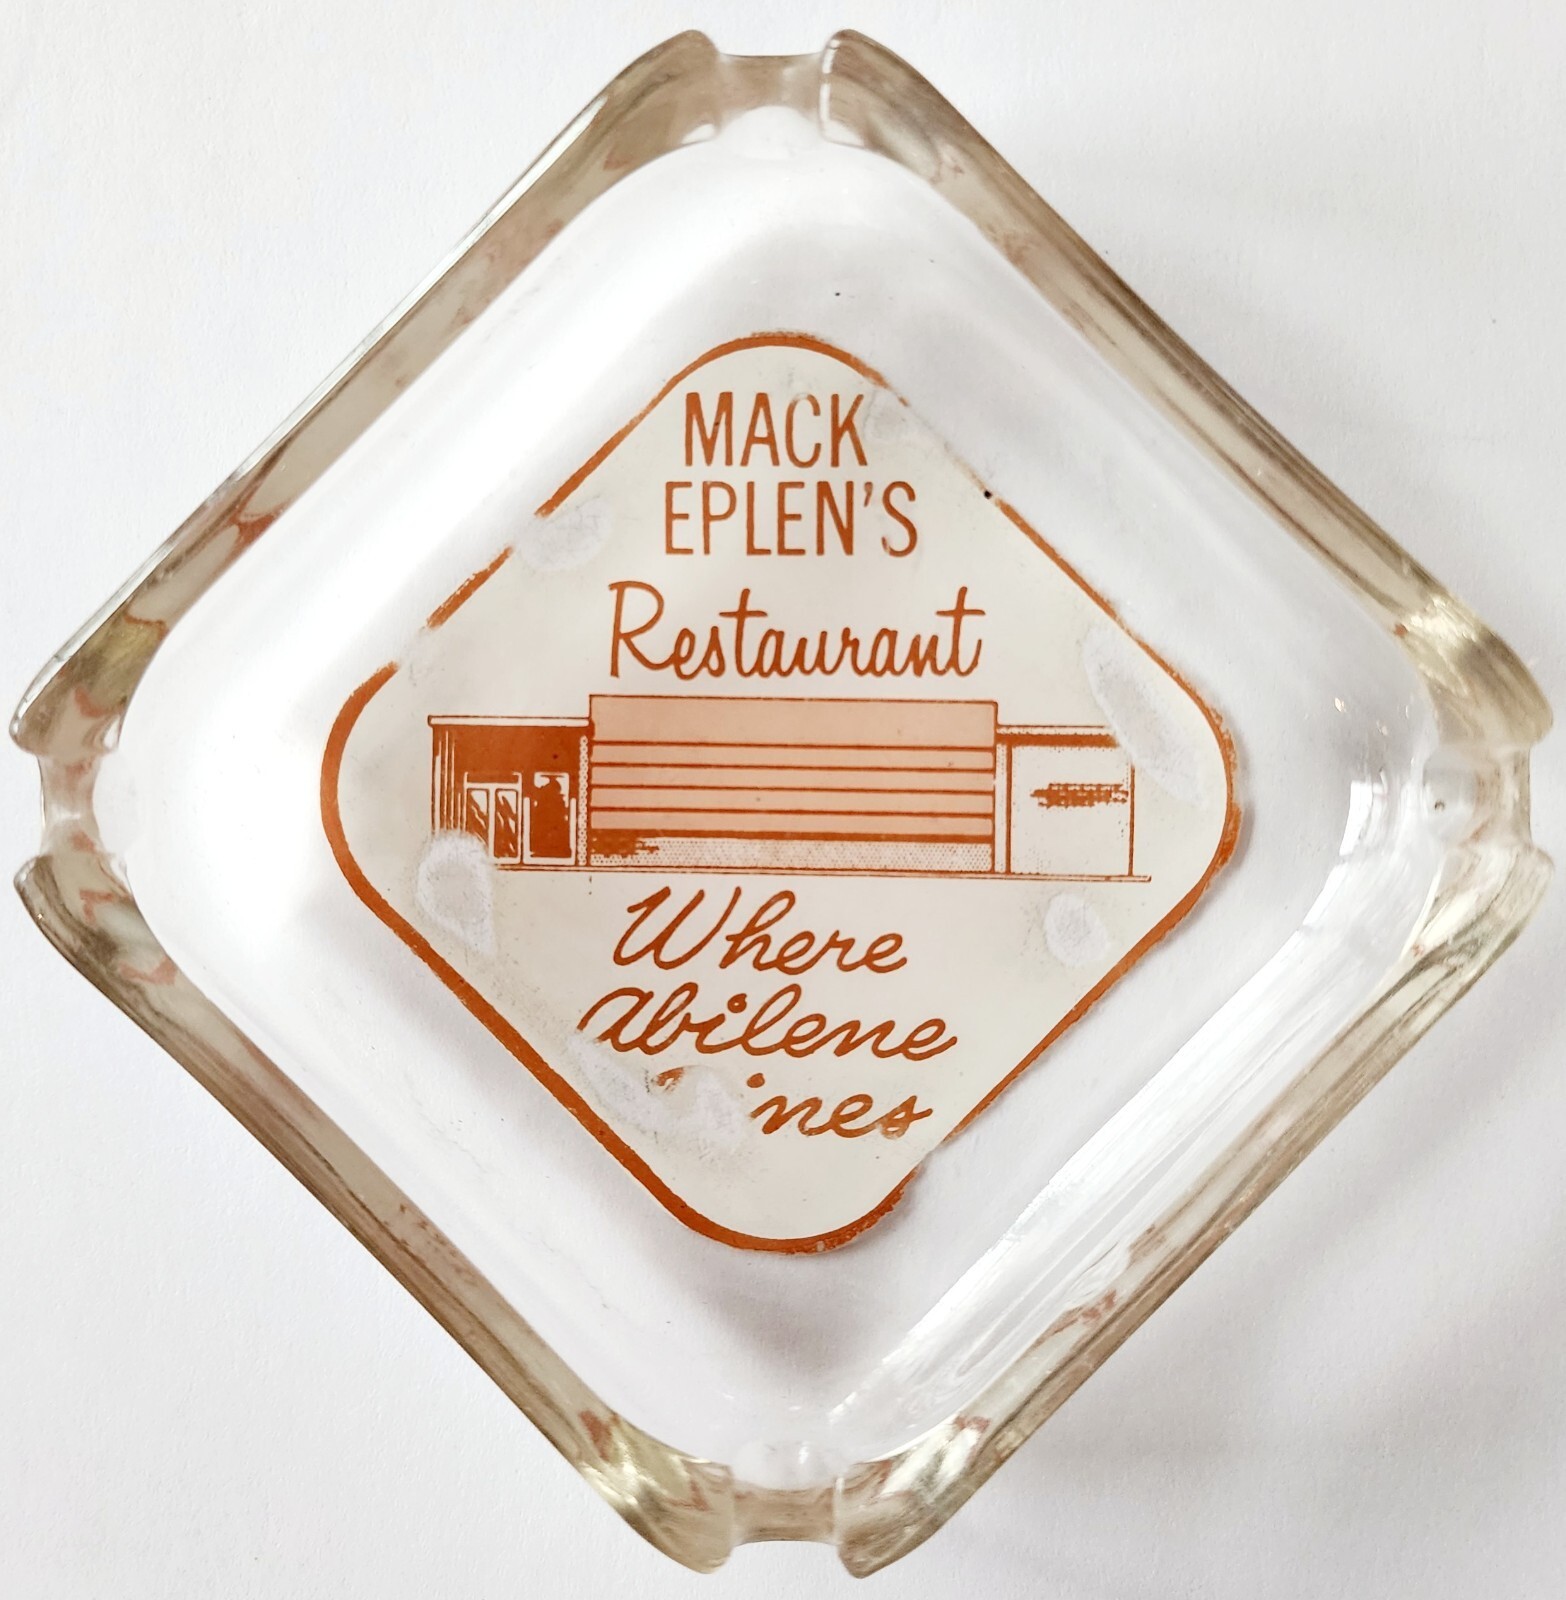 MACK
EPLEN'S
Restaurant
Where
Abilene